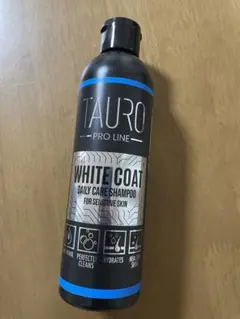 TAURO
PRO LINE
WHITE COAT
DAILY CARE SHAMPOO
FOR SENSITIVE SKIN
PERFECTLY
CLEANS
HYDRATES